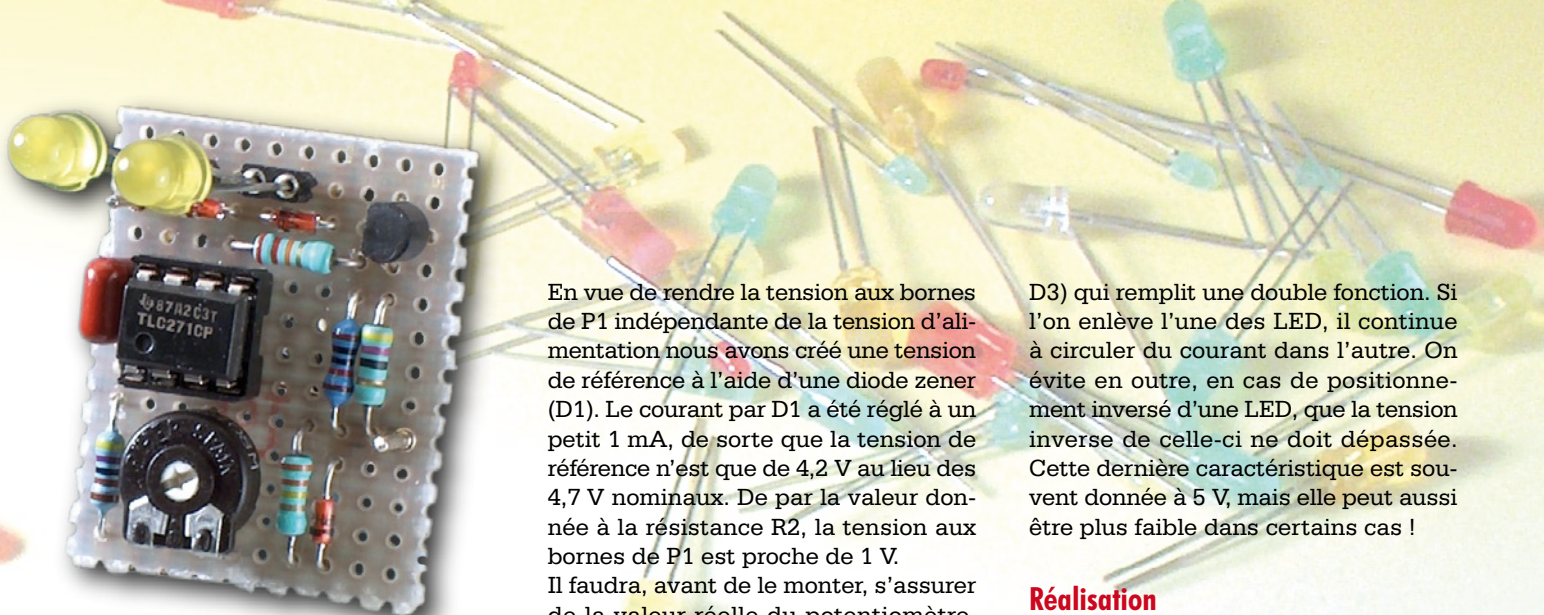 87A2C3T
TLC271CP
En vue de rendre la tension aux bornes
de P1 indépendante de la tension d'ali-
mentation nous avons créé une tension
de référence à l'aide d'une diode zener
(D1). Le courant par D1 a été réglé à un
petit 1 mA, de sorte que la tension de
référence n'est que de 4,2 V au lieu des
4,7 V nominaux. De par la valeur don-
née à la résistance R2, la tension aux
bornes de P1 est proche de 1 V.
Il faudra, avant de le monter, s'assurer
de la valeur réelle du potentiomètre.
D3) qui remplit une double fonction. Si
l'on enlève l'une des LED, il continue
à circuler du courant dans l'autre. On
évite en outre, en cas de positionne-
ment inversé d'une LED, que la tension
inverse de celle-ci ne doit dépassée.
Cette dernière caractéristique est sou-
vent donnée à 5 V, mais elle peut aussi
être plus faible dans certains cas !
Réalisation